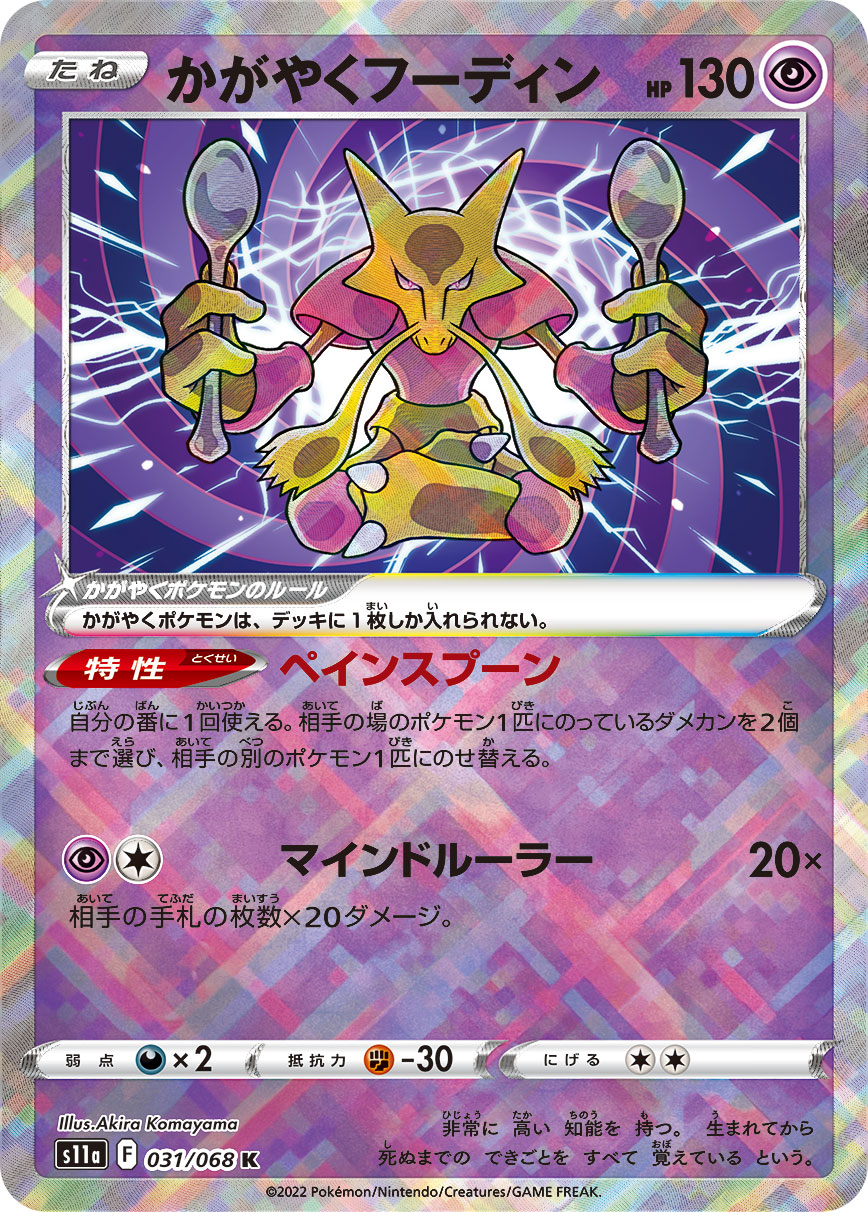 たね かがやくフーディン HP 130
かがやくポケモンのルール
かがやくポケモンは、デッキに1枚しか入れられない。
特性 とくせい ペインスプーン
自分の番に1回使える。相手の場のポケモン1匹にのっているダメカンを2個
まで選び、相手の別のポケモン1匹にのせ替える。
マインドルーラー 20×
相手の手札の枚数×20ダメージ。
弱点 ×2 抵抗力 -30 にげる
Illus.Akira Komayama
非常に 高い 知能を 持つ。 生まれてから
死ぬまでの できごとを すべて 覚えている という。
s11a F 031/068 K
©2022 Pokémon/Nintendo/Creatures/GAME FREAK.